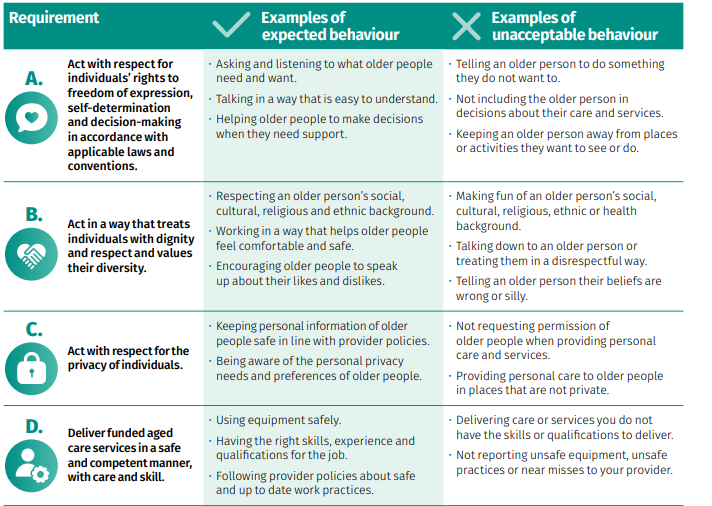 Requirement
Examples of
expected behaviour
Examples of
unacceptable behaviour
A.
Act with respect for
individuals' rights to
freedom of expression,
self-determination
and decision-making
in accordance with
applicable laws and
conventions.
· Asking and listening to what older people
need and want.
· Talking in a way that is easy to understand.
· Helping older people to make decisions
when they need support.
· Telling an older person to do something
they do not want to.
· Not including the older person in
decisions about their care and services.
· Keeping an older person away from places
or activities they want to see or do.
B.
Act in a way that treats
individuals with dignity
and respect and values
their diversity.
· Respecting an older person's social,
cultural, religious and ethnic background.
· Working in a way that helps older people
feel comfortable and safe.
· Encouraging older people to speak
up about their likes and dislikes.
· Making fun of an older person's social,
cultural, religious, ethnic or health
background.
· Talking down to an older person or
treating them in a disrespectful way.
· Telling an older person their beliefs are
wrong or silly.
C.
Act with respect for the
privacy of individuals.
· Keeping personal information of older
people safe in line with provider policies.
· Being aware of the personal privacy
needs and preferences of older people.
· Not requesting permission of
older people when providing personal
care and services.
· Providing personal care to older people
in places that are not private.
D.
Deliver funded aged
care services in a safe
and competent manner,
with care and skill.
· Using equipment safely.
· Having the right skills, experience and
qualifications for the job.
· Following provider policies about safe
and up to date work practices.
· Delivering care or services you do not
have the skills or qualifications to deliver.
· Not reporting unsafe equipment, unsafe
practices or near misses to your provider.